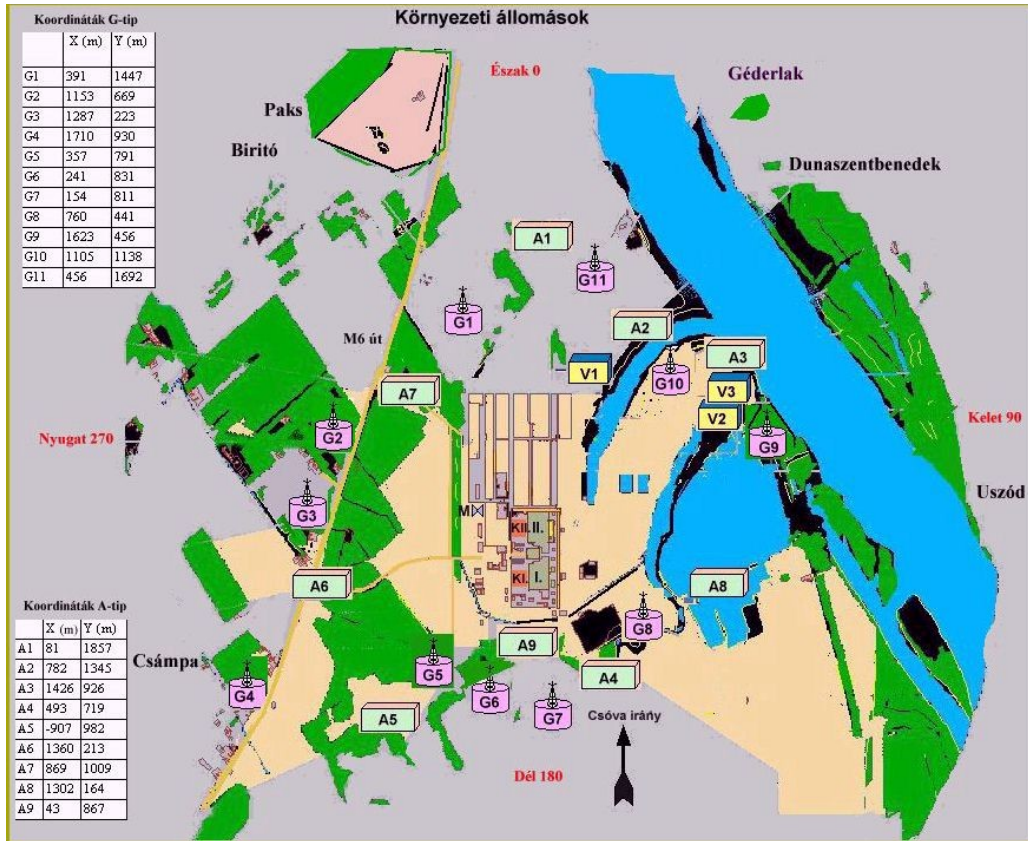 Környezeti állomások
Koordináták G-tip
X (m) Y (m)
G1 391 1447
G2 1153 669
G3 1287 223
G4 1710 930
G5 357 791
G6 241 831
G7 154 811
G8 760 441
G9 1623 456
G10 1105 1138
G11 456 1692
Észak 0
Géderlak
Paks
Biritó
Dunaszentbenedek
A1
G11
G1
A2
M6 út
A3
V1
G10
A7
V3
V2
Nyugat 270
G2
G9
Kelet 90
Uszód
G3
M
KII.
II.
A6
KI.
I.
A8
Koordináták A-tip
X (m) Y (m)
A1 81 1857
A2 782 1345
A3 1426 926
A4 493 719
A5 -907 982
A6 1360 213
A7 869 1009
A8 1302 164
A9 43 867
G8
A9
Csámpa
G5
A4
G4
G6
G7
A5
Csóva irány
Dél 180